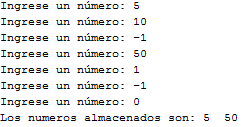 Ingrese un número: 5
Ingrese un número: 10
Ingrese un número: -1
Ingrese un número: 50
Ingrese un número: 1
Ingrese un número: -1
Ingrese un número: 0
Los numeros almacenados son: 5  50